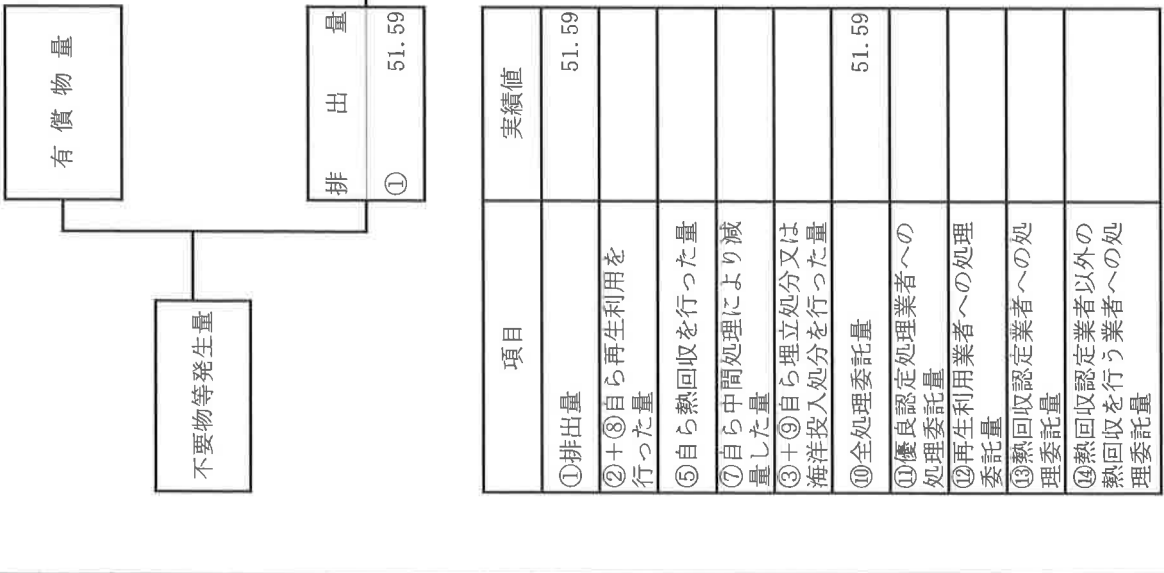 有償物量
不要物等発生量
排出量
① 51.59
項目 実績値
①排出量 51.59
②＋⑧自ら再生利用を
行った量
⑤自ら熱回収を行った量
⑦自ら中間処理により減
量した量
③＋⑨自ら埋立処分又は
海洋投入処分を行った量
⑩全処理委託量 51.59
⑪優良認定処理業者への
処理委託量
⑫再生利用業者への処理
委託量
⑬熱回収認定業者への処
理委託量
⑭熱回収認定業者以外の
熱回収を行う業者への処
理委託量